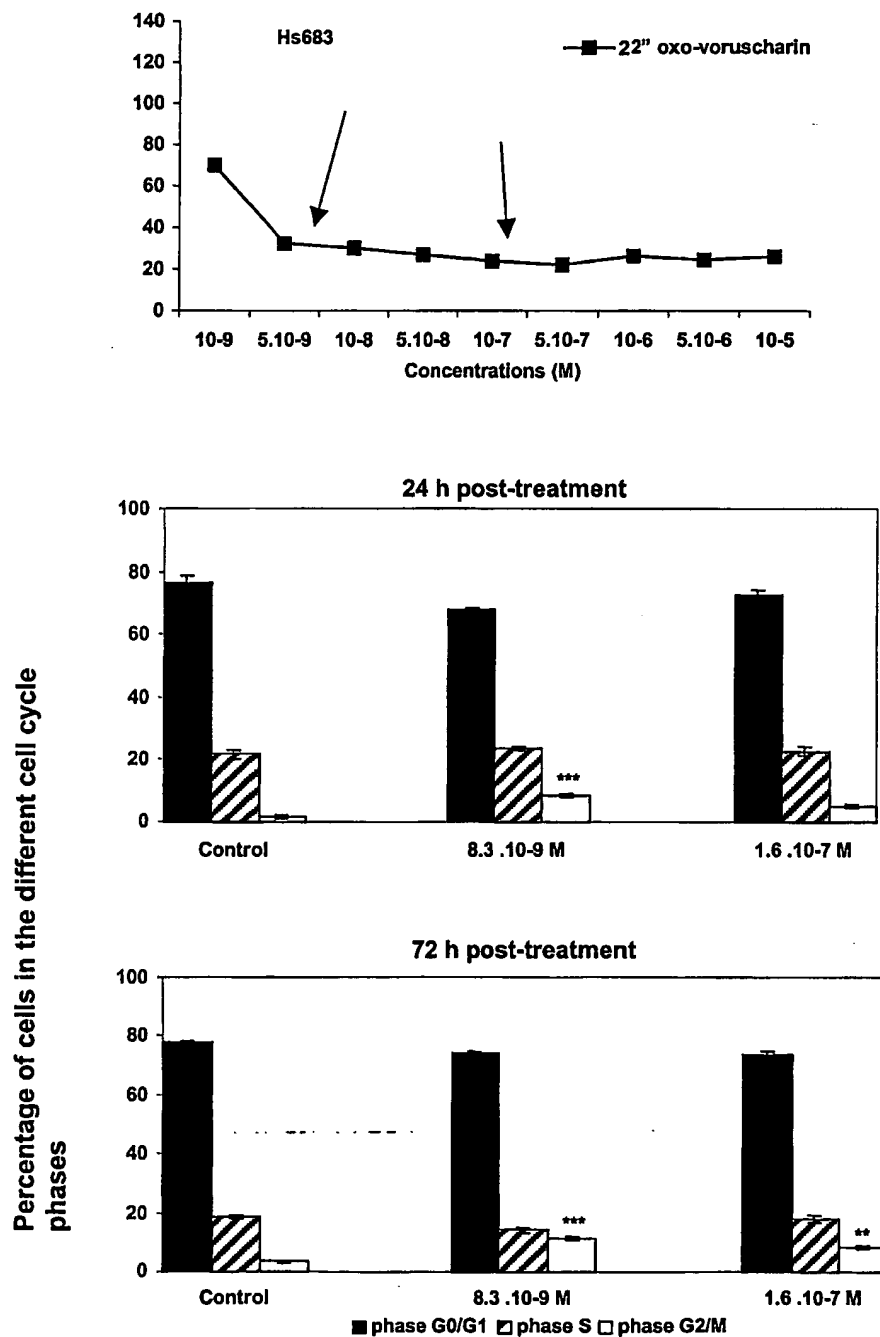 140
Hs683
22" oxo-voruscharin
120
100
80
60
40
20
0
10-9 5.10-9 10-8 5.10-8 10-7 5.10-7 10-6 5.10-6 10-5
Concentrations (M)
Percentage of cells in the different cell cycle
phases
24 h post-treatment
100
80
60
40
20
0
***
Control 8.3 .10-9 M 1.6 .10-7 M
72 h post-treatment
100
80
60
40
20
0
***
**
Control 8.3 .10-9 M 1.6 .10-7 M
phase G0/G1 phase S phase G2/M